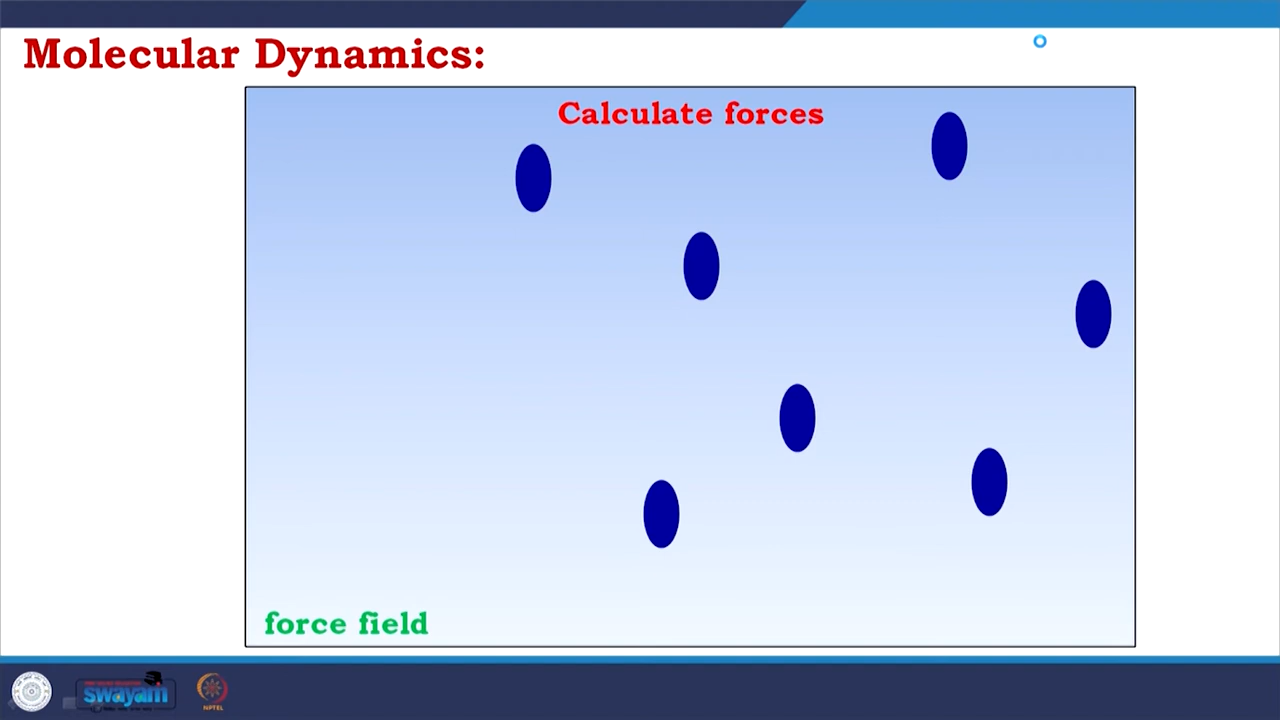 Molecular Dynamics:
Calculate forces
force field
swayam
NPTEL